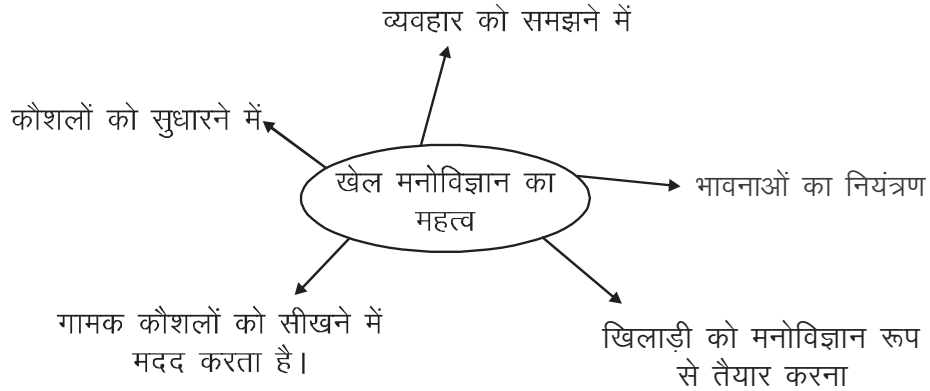 व्यवहार को समझने में
कौशलों को सुधारने में
खेल मनोविज्ञान का
महत्व
भावनाओं का नियंत्रण
गामक कौशलों को सीखने में
मदद करता है।
खिलाड़ी को मनोविज्ञान रूप
से तैयार करना